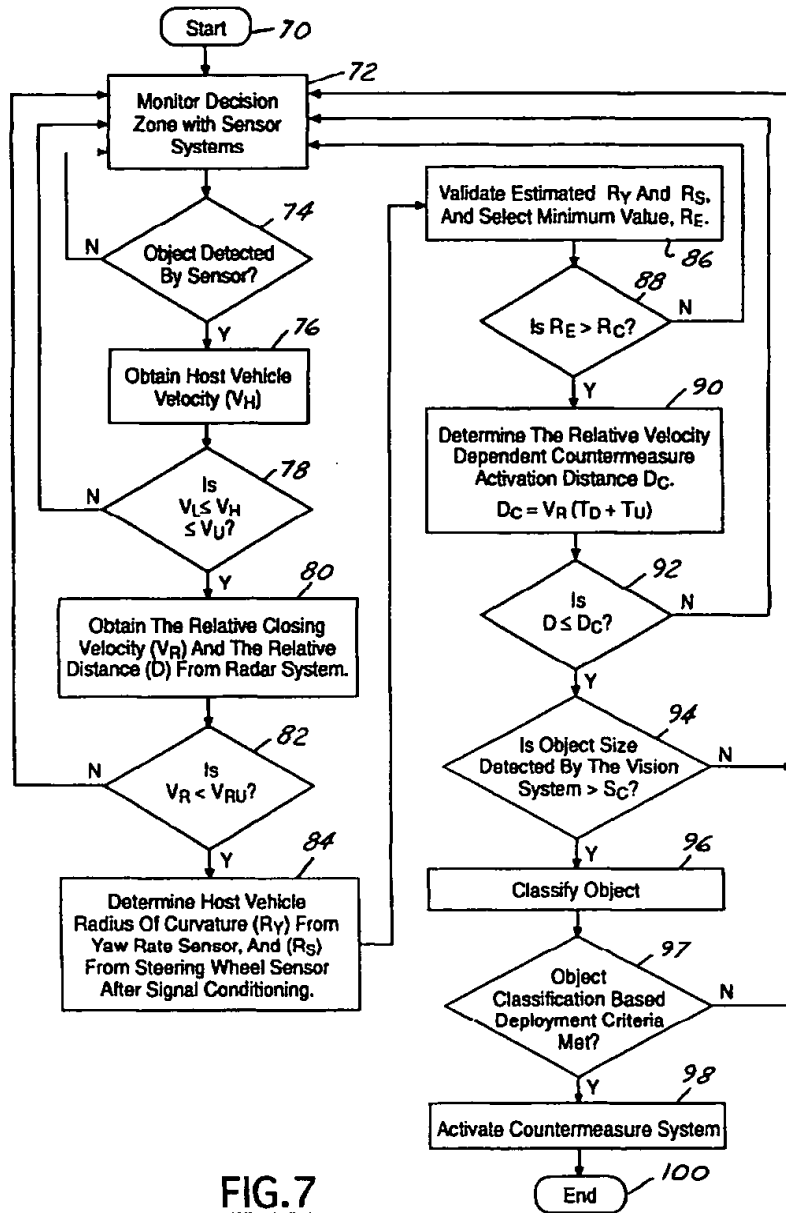 Start
70
72
Monitor Decision
Zone with Sensor
Systems
74
Object Detected
By Sensor?
N
Y
76
Obtain Host Vehicle
Velocity (VH)
78
Is
VL ≤ VH
≤ VU?
N
Y
80
Obtain The Relative Closing
Velocity (VR) And The Relative
Distance (D) From Radar System.
82
Is
VR < VRU?
N
Y
84
Determine Host Vehicle
Radius Of Curvature (RY) From
Yaw Rate Sensor, And (RS)
From Steering Wheel Sensor
After Signal Conditioning.
Validate Estimated RY And RS,
And Select Minimum Value, RE.
86
88
Is RE > RC?
N
Y
90
Determine The Relative Velocity
Dependent Countermeasure
Activation Distance DC.
DC = VR (TD + TU)
92
Is
D ≤ DC?
N
Y
94
Is Object Size
Detected By The Vision
System > SC?
N
Y
96
Classify Object
97
Object
Classification Based
Deployment Criteria
Met?
N
Y
98
Activate Countermeasure System
End
100
FIG.7